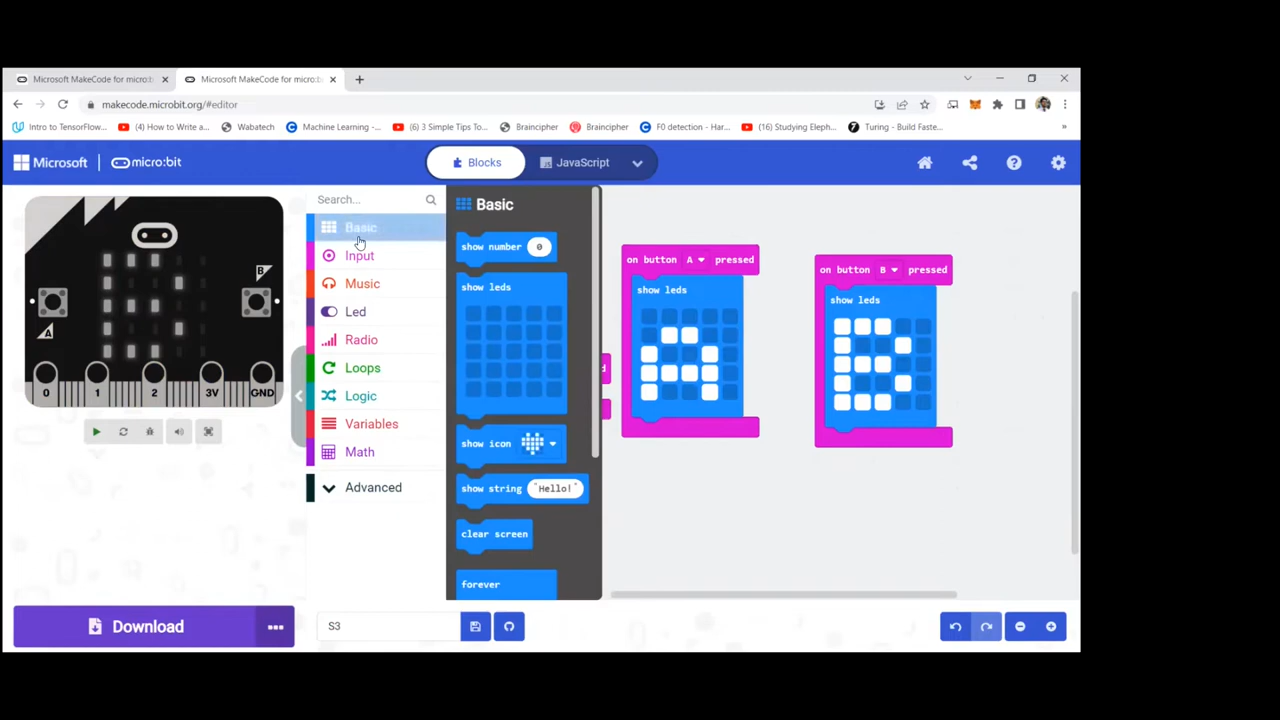 Microsoft MakeCode for micro:b
Microsoft MakeCode for micro:b
makecode.microbit.org/#editor
Intro to TensorFlow...
(4) How to Write a...
Wabatech
Machine Learning -...
(6) 3 Simple Tips To...
Braincipher
Braincipher
F0 detection - Har...
(16) Studying Eleph...
Turing - Build Faste...
»
Microsoft
micro:bit
Blocks
JavaScript
Search...
Basic
Input
Music
Led
Radio
Loops
Logic
Variables
Math
Advanced
Basic
show number 0
show leds
show icon
show string "Hello!"
clear screen
forever
on button A pressed
show leds
on button B pressed
show leds
d
B
A
0 1 2 3V GND
Download
S3